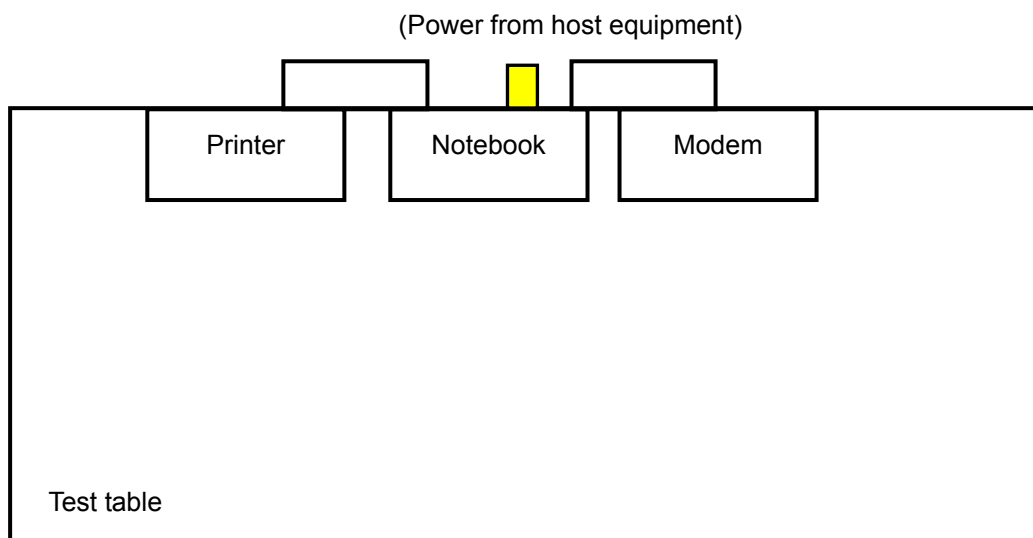 (Power from host equipment)
Printer
Notebook
Modem
Test table